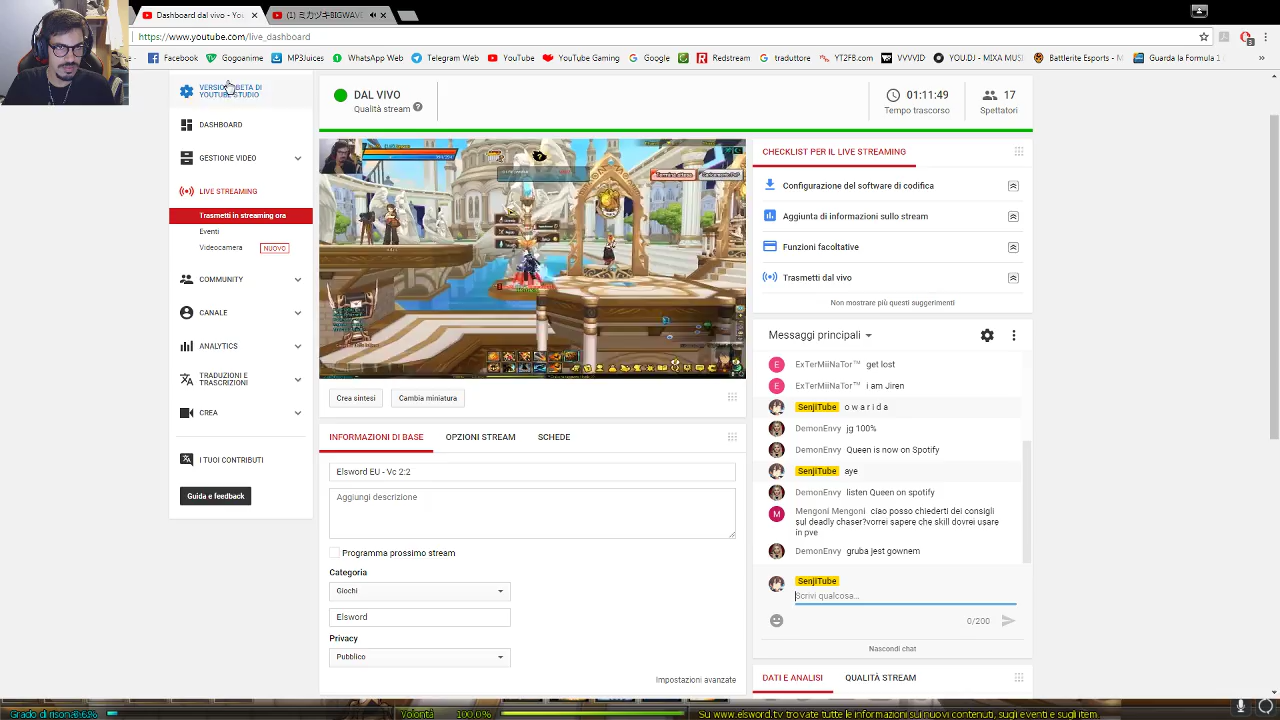 Dashboard dal vivo - You
(1) ミカヅキBIGWAVE
https://www.youtube.com/live_dashboard
Facebook
Gogoanime
MP3Juices
WhatsApp Web
Telegram Web
YouTube
YouTube Gaming
Google
Redstream
traduttore
YT2FB.com
VVVVID
YOU.DJ - MIXA MUSI
Battlerite Esports - M
Guarda la Formula 1
»
VERSIONE BETA DI
YOUTUBE STUDIO
DASHBOARD
GESTIONE VIDEO
LIVE STREAMING
Trasmetti in streaming ora
Eventi
Videocamera NUOVO
COMMUNITY
CANALE
ANALYTICS
TRADUZIONI E
TRASCRIZIONI
CREA
I TUOI CONTRIBUTI
Guida e feedback
DAL VIVO
Qualità stream ?
01:11:49
Tempo trascorso
17
Spettatori
Crea sintesi
Cambia miniatura
INFORMAZIONI DI BASE
OPZIONI STREAM
SCHEDE
Elsword EU - Vc 2:2
Aggiungi descrizione
Programma prossimo stream
Categoria
Giochi
Elsword
Privacy
Pubblico
Impostazioni avanzate
CHECKLIST PER IL LIVE STREAMING
Configurazione del software di codifica
Aggiunta di informazioni sullo stream
Funzioni facoltative
Trasmetti dal vivo
Non mostrare più questi suggerimenti
Messaggi principali
E ExTerMiiNaTor™ get lost
E ExTerMiiNaTor™ i am Jiren
SenjiTube o w a r i d a
DemonEnvy jg 100%
DemonEnvy Queen is now on Spotify
SenjiTube aye
DemonEnvy listen Queen on spotify
M Mengoni Mengoni ciao posso chiederti dei consigli
sul deadly chaser?vorrei sapere che skill dovrei usare
in pve
DemonEnvy gruba jest gownem
SenjiTube
Scrivi qualcosa...
0/200
Nascondi chat
DATI E ANALISI
QUALITÀ STREAM
Volontà
100.0%
Su www.elsword.tv trovate tutte le informazioni sui nuovi contenuti, sugli eventi e sugli item